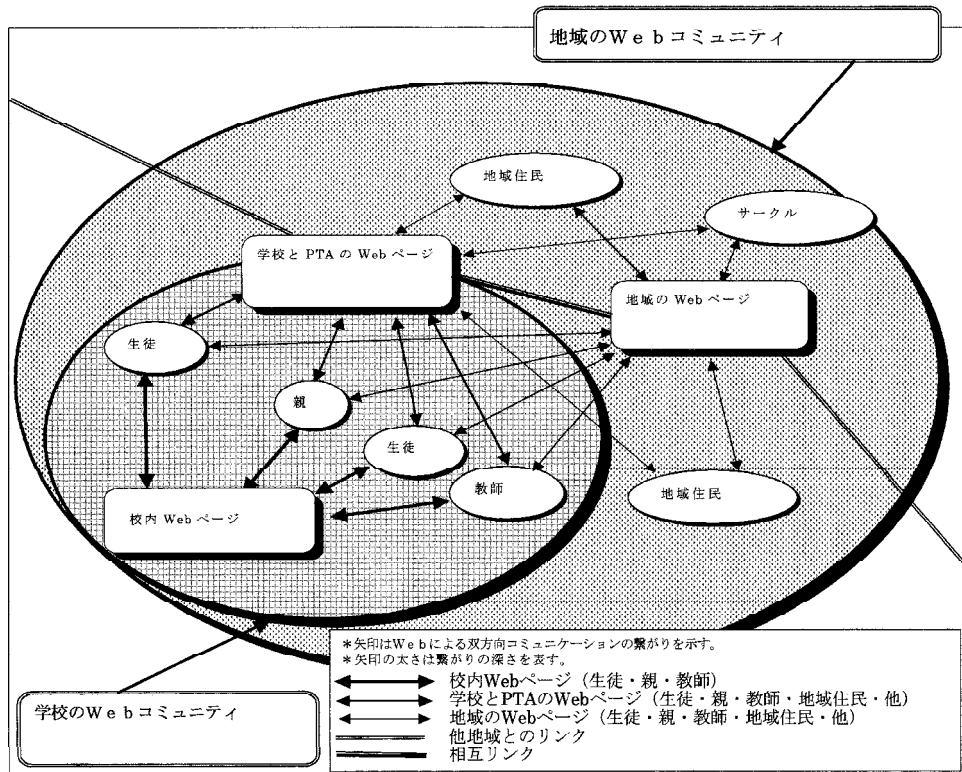 地域のWebコミュニティ
地域住民
サークル
学校とPTAのWebページ
地域のWebページ
生徒
親
生徒
教師
地域住民
校内Webページ
*矢印はWebによる双方向コミュニケーションの繋がりを示す。
*矢印の太さは繋がりの深さを表す。
校内Webページ（生徒・親・教師）
学校とPTAのWebページ（生徒・親・教師・地域住民・他）
地域のWebページ（生徒・親・教師・地域住民・他）
他地域とのリンク
相互リンク
学校のWebコミュニティ